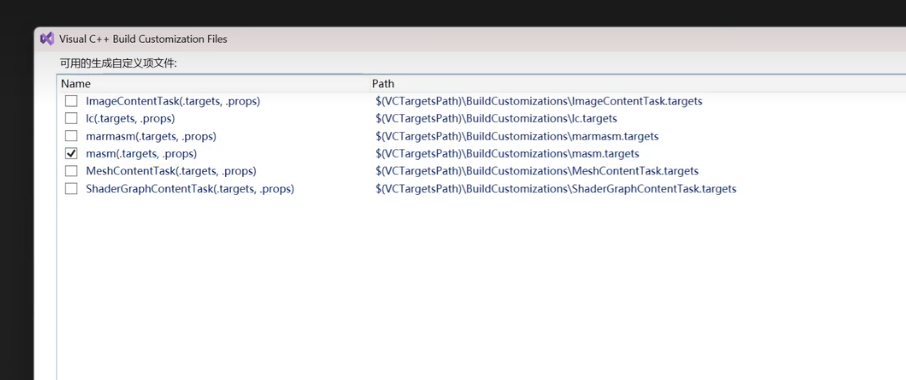 Visual C++ Build Customization Files
可用的生成自定义项文件:
Name Path
ImageContentTask(.targets, .props) $(VCTargetsPath)\BuildCustomizations\ImageContentTask.targets
lc(.targets, .props) $(VCTargetsPath)\BuildCustomizations\lc.targets
marmasm(.targets, .props) $(VCTargetsPath)\BuildCustomizations\marmasm.targets
masm(.targets, .props) $(VCTargetsPath)\BuildCustomizations\masm.targets
MeshContentTask(.targets, .props) $(VCTargetsPath)\BuildCustomizations\MeshContentTask.targets
ShaderGraphContentTask(.targets, .props) $(VCTargetsPath)\BuildCustomizations\ShaderGraphContentTask.targets